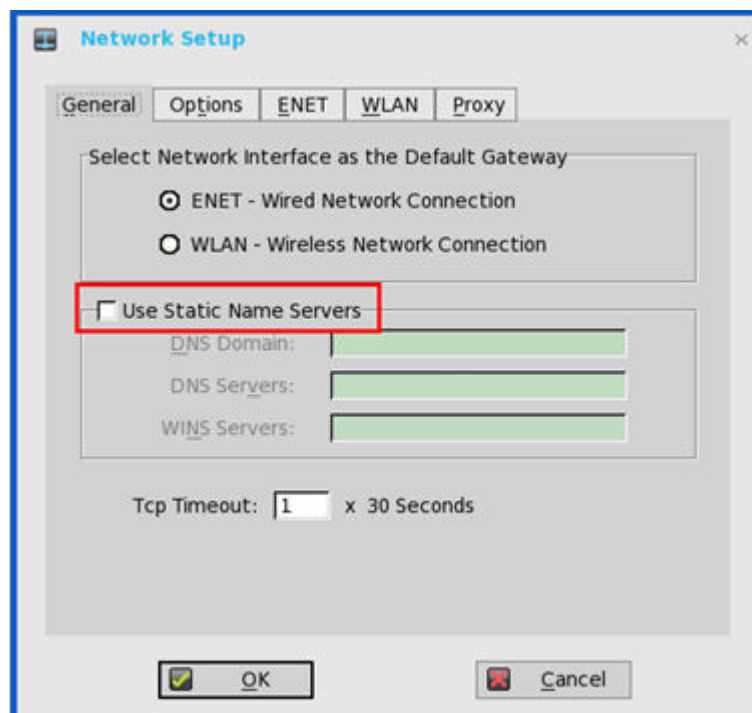 Network Setup
General Options ENET WLAN Proxy
Select Network Interface as the Default Gateway
ENET - Wired Network Connection
WLAN - Wireless Network Connection
Use Static Name Servers
DNS Domain:
DNS Servers:
WINS Servers:
Tcp Timeout: 1 x 30 Seconds
OK Cancel